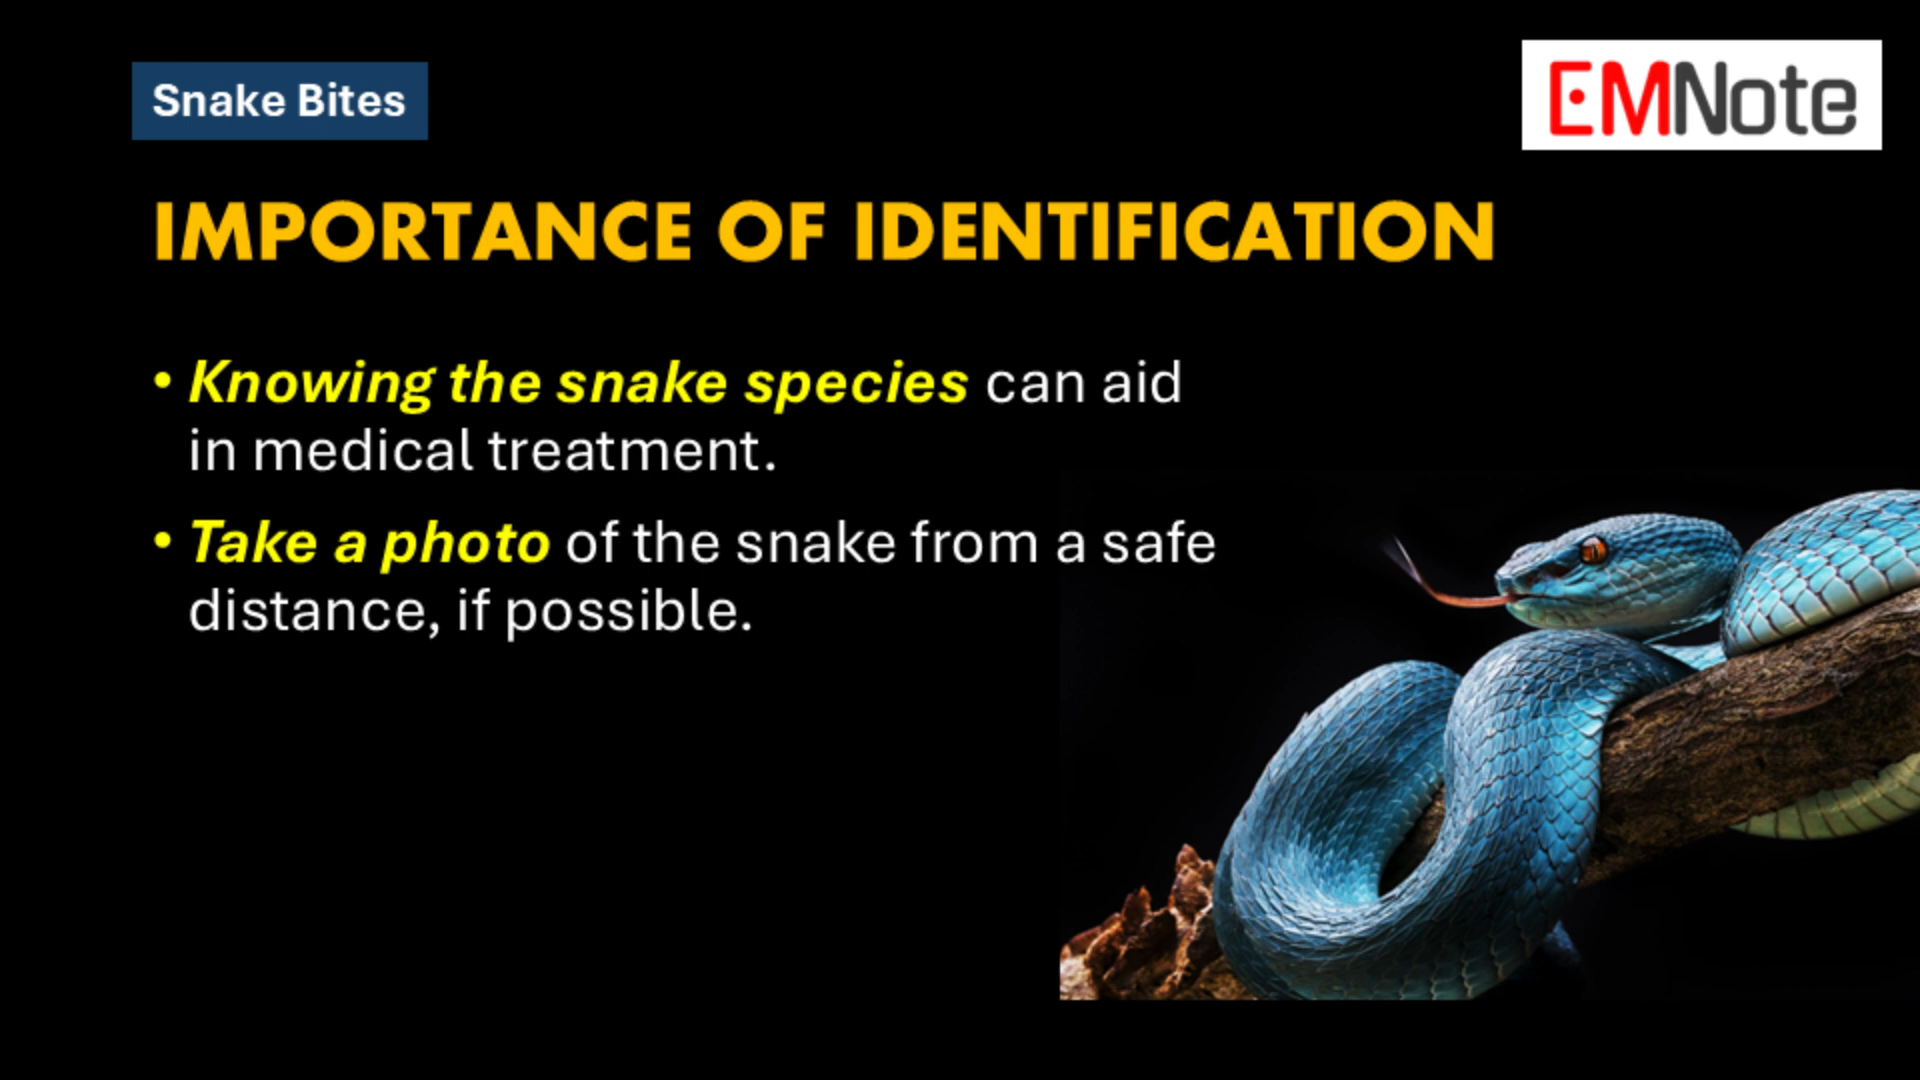 Snake Bites
EMNote
IMPORTANCE OF IDENTIFICATION
• Knowing the snake species can aid
in medical treatment.
• Take a photo of the snake from a safe
distance, if possible.